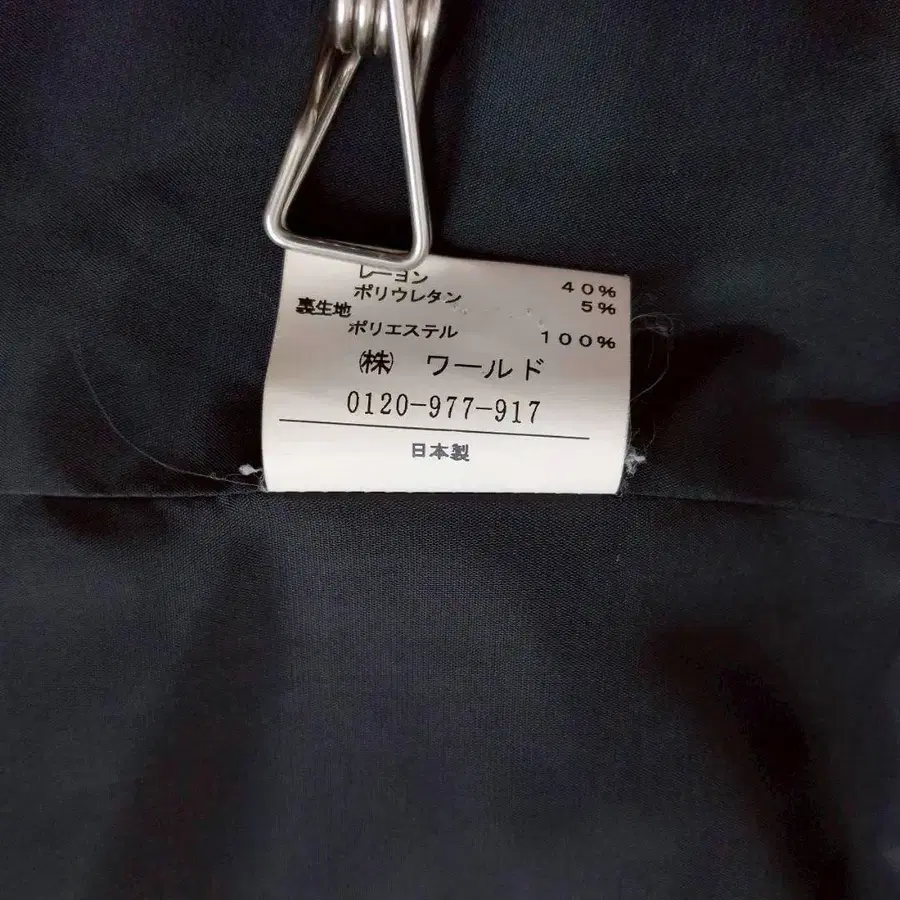 レーヨン 40%
ポリウレタン 5%
裏生地
ポリエステル 100%
㈱ ワールド
0120-977-917
日本製